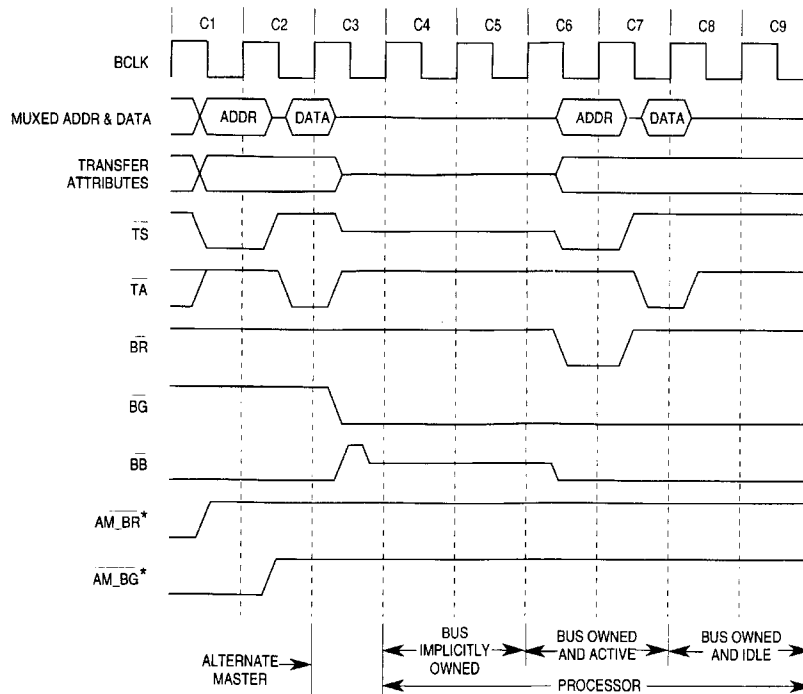 C1 C2 C3 C4 C5 C6 C7 C8 C9
BCLK
MUXED ADDR & DATA
ADDR DATA ADDR DATA
TRANSFER
ATTRIBUTES
TS
TA
BR
BG
BB
AM_BR*
AM_BG*
ALTERNATE
MASTER
BUS
IMPLICITLY
OWNED
BUS OWNED
AND ACTIVE
BUS OWNED
AND IDLE
PROCESSOR